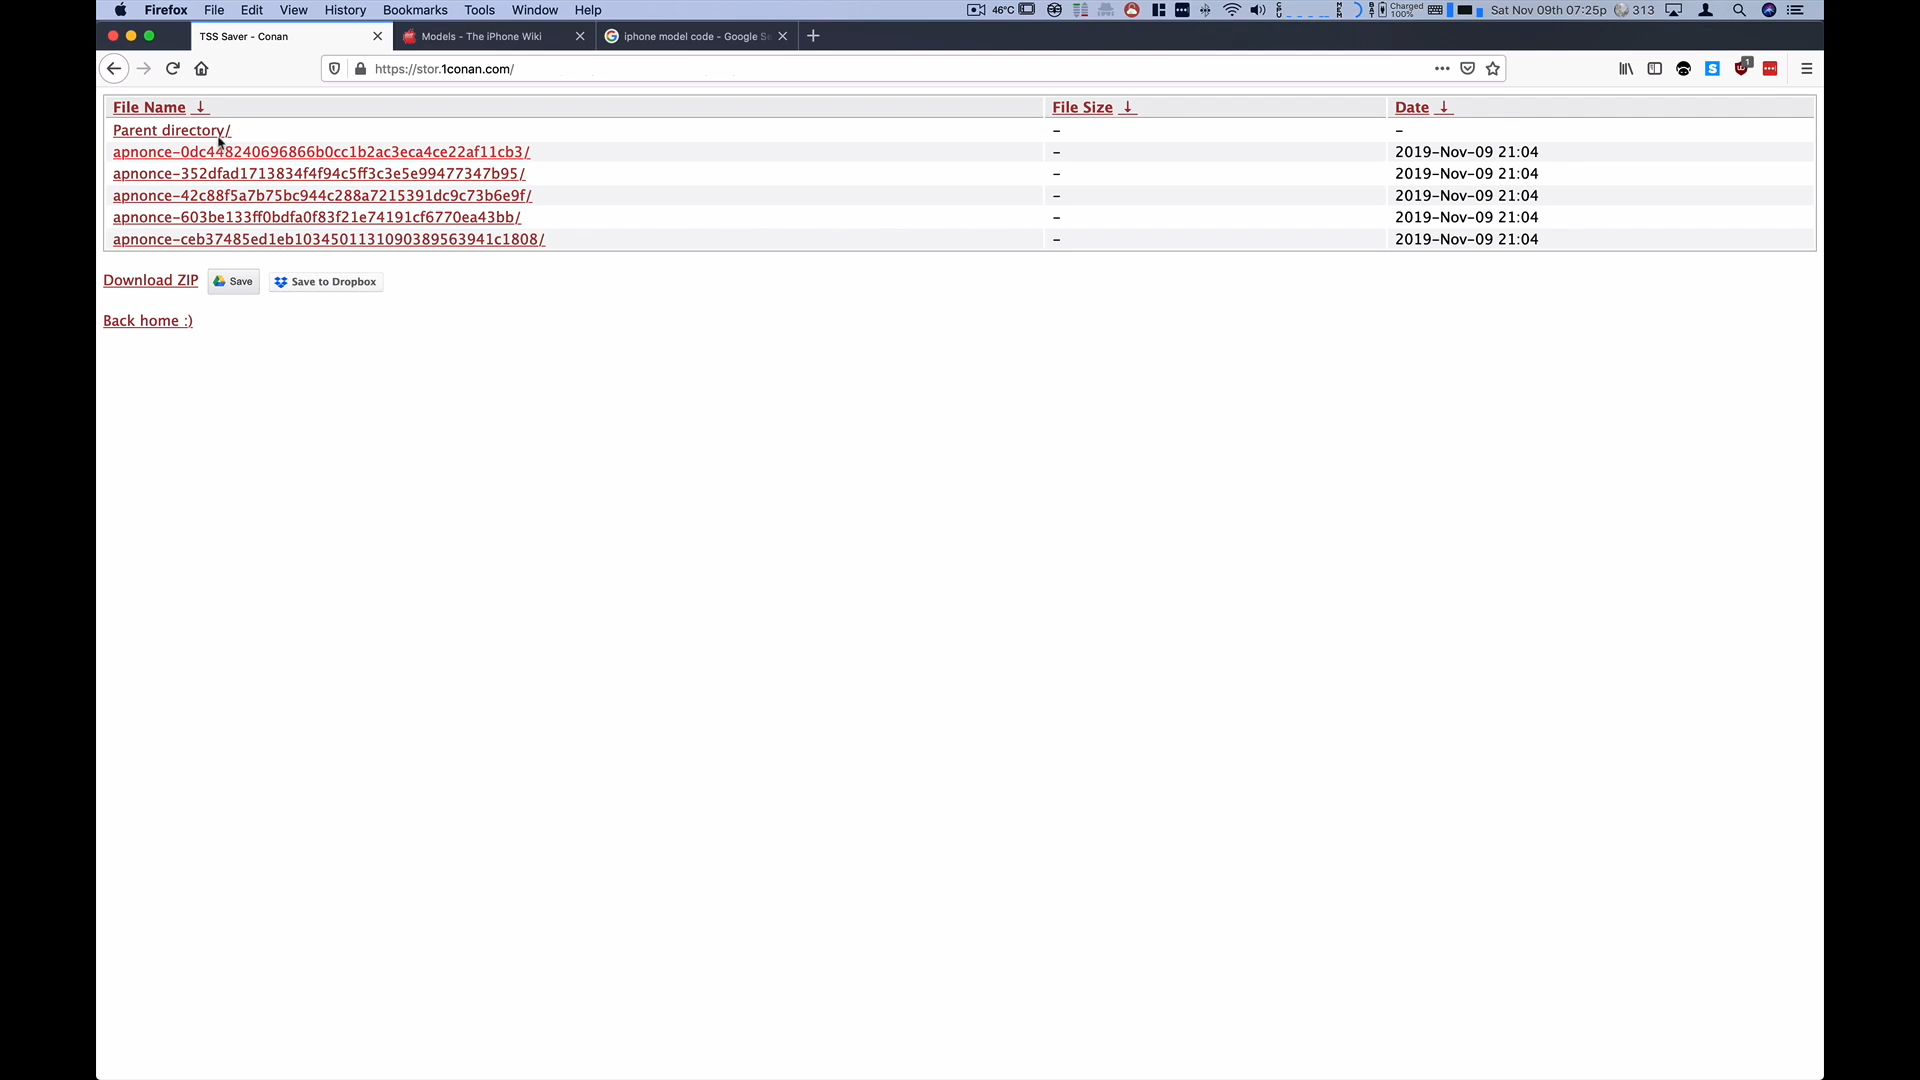 Firefox File Edit View History Bookmarks Tools Window Help 46°C Charged 100% Sat Nov 09th 07:25p 313
TSS Saver - Conan Models - The iPhone Wiki iphone model code - Google Se
https://stor.1conan.com/ 1
File Name ↓ File Size ↓ Date ↓
Parent directory/ - -
apnonce-0dc448240696866b0cc1b2ac3eca4ce22af11cb3/ - 2019-Nov-09 21:04
apnonce-352dfad1713834f4f94c5ff3c3e5e99477347b95/ - 2019-Nov-09 21:04
apnonce-42c88f5a7b75bc944c288a7215391dc9c73b6e9f/ - 2019-Nov-09 21:04
apnonce-603be133ff0bdfa0f83f21e74191cf6770ea43bb/ - 2019-Nov-09 21:04
apnonce-ceb37485ed1eb1034501131090389563941c1808/ - 2019-Nov-09 21:04
Download ZIP Save Save to Dropbox
Back home :)